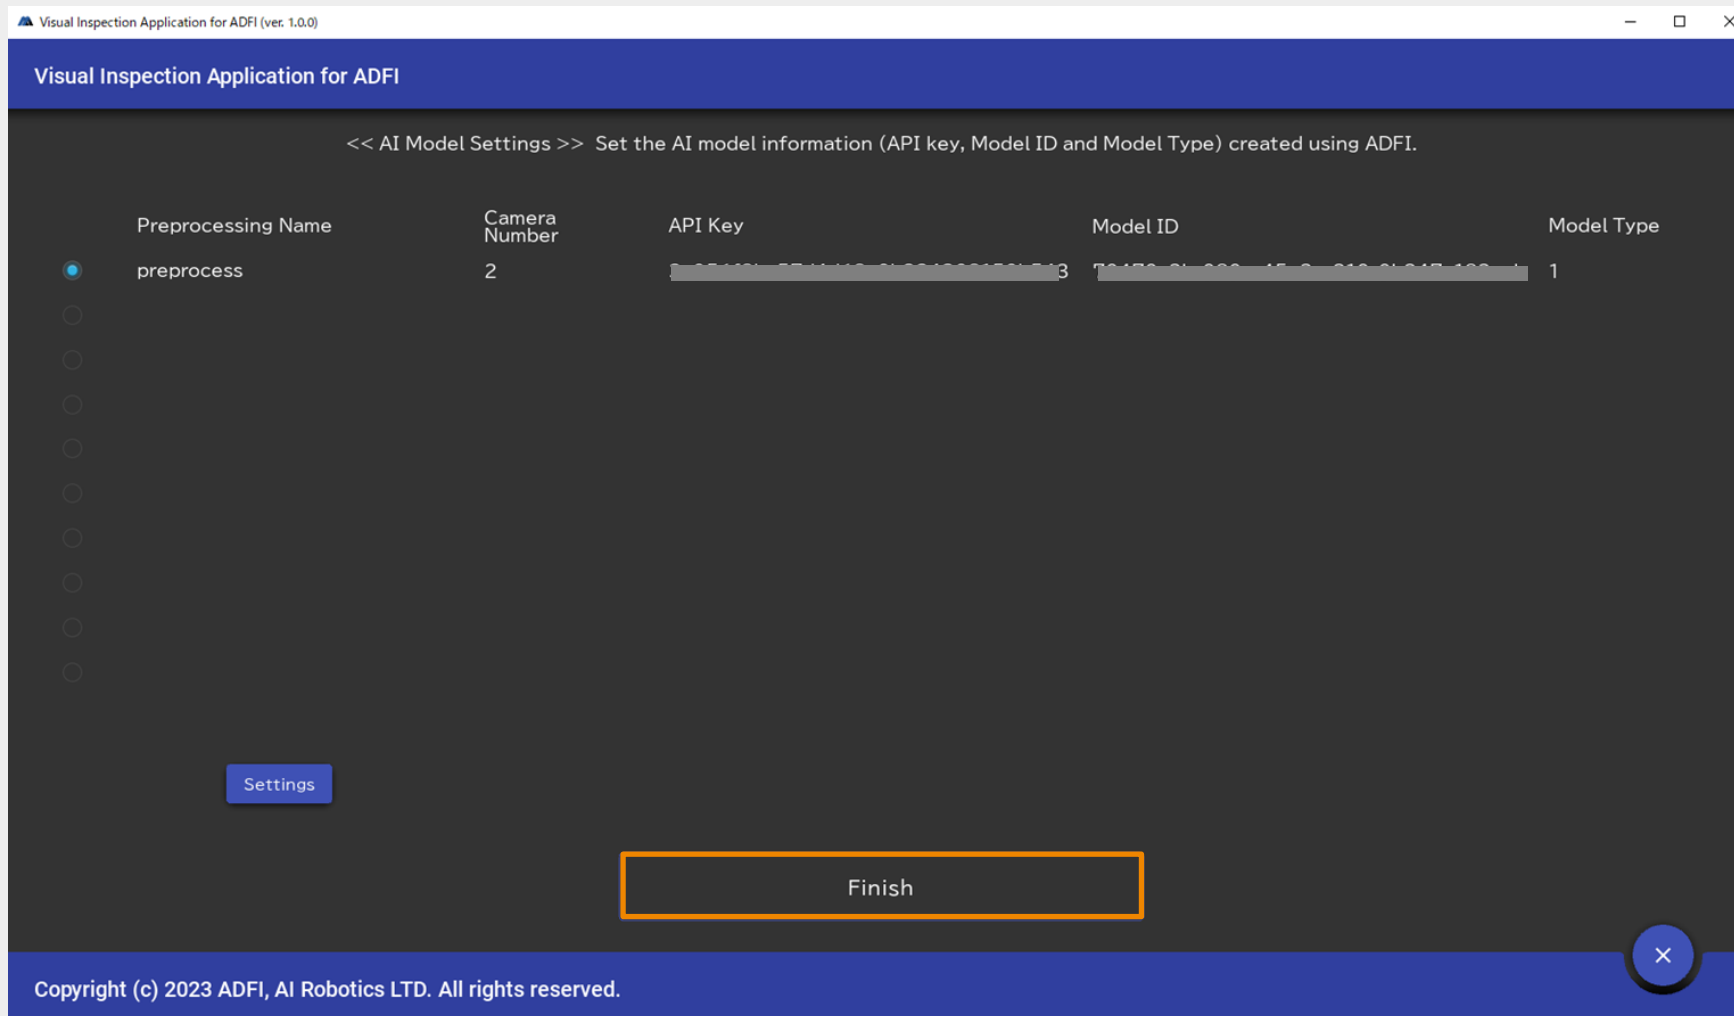 Visual Inspection Application for ADFI (ver. 1.0.0)
Visual Inspection Application for ADFI
<< AI Model Settings >> Set the AI model information (API key, Model ID and Model Type) created using ADFI.
Preprocessing Name Camera Number API Key Model ID Model Type
preprocess 2 1
Settings
Finish
Copyright (c) 2023 ADFI, AI Robotics LTD. All rights reserved.